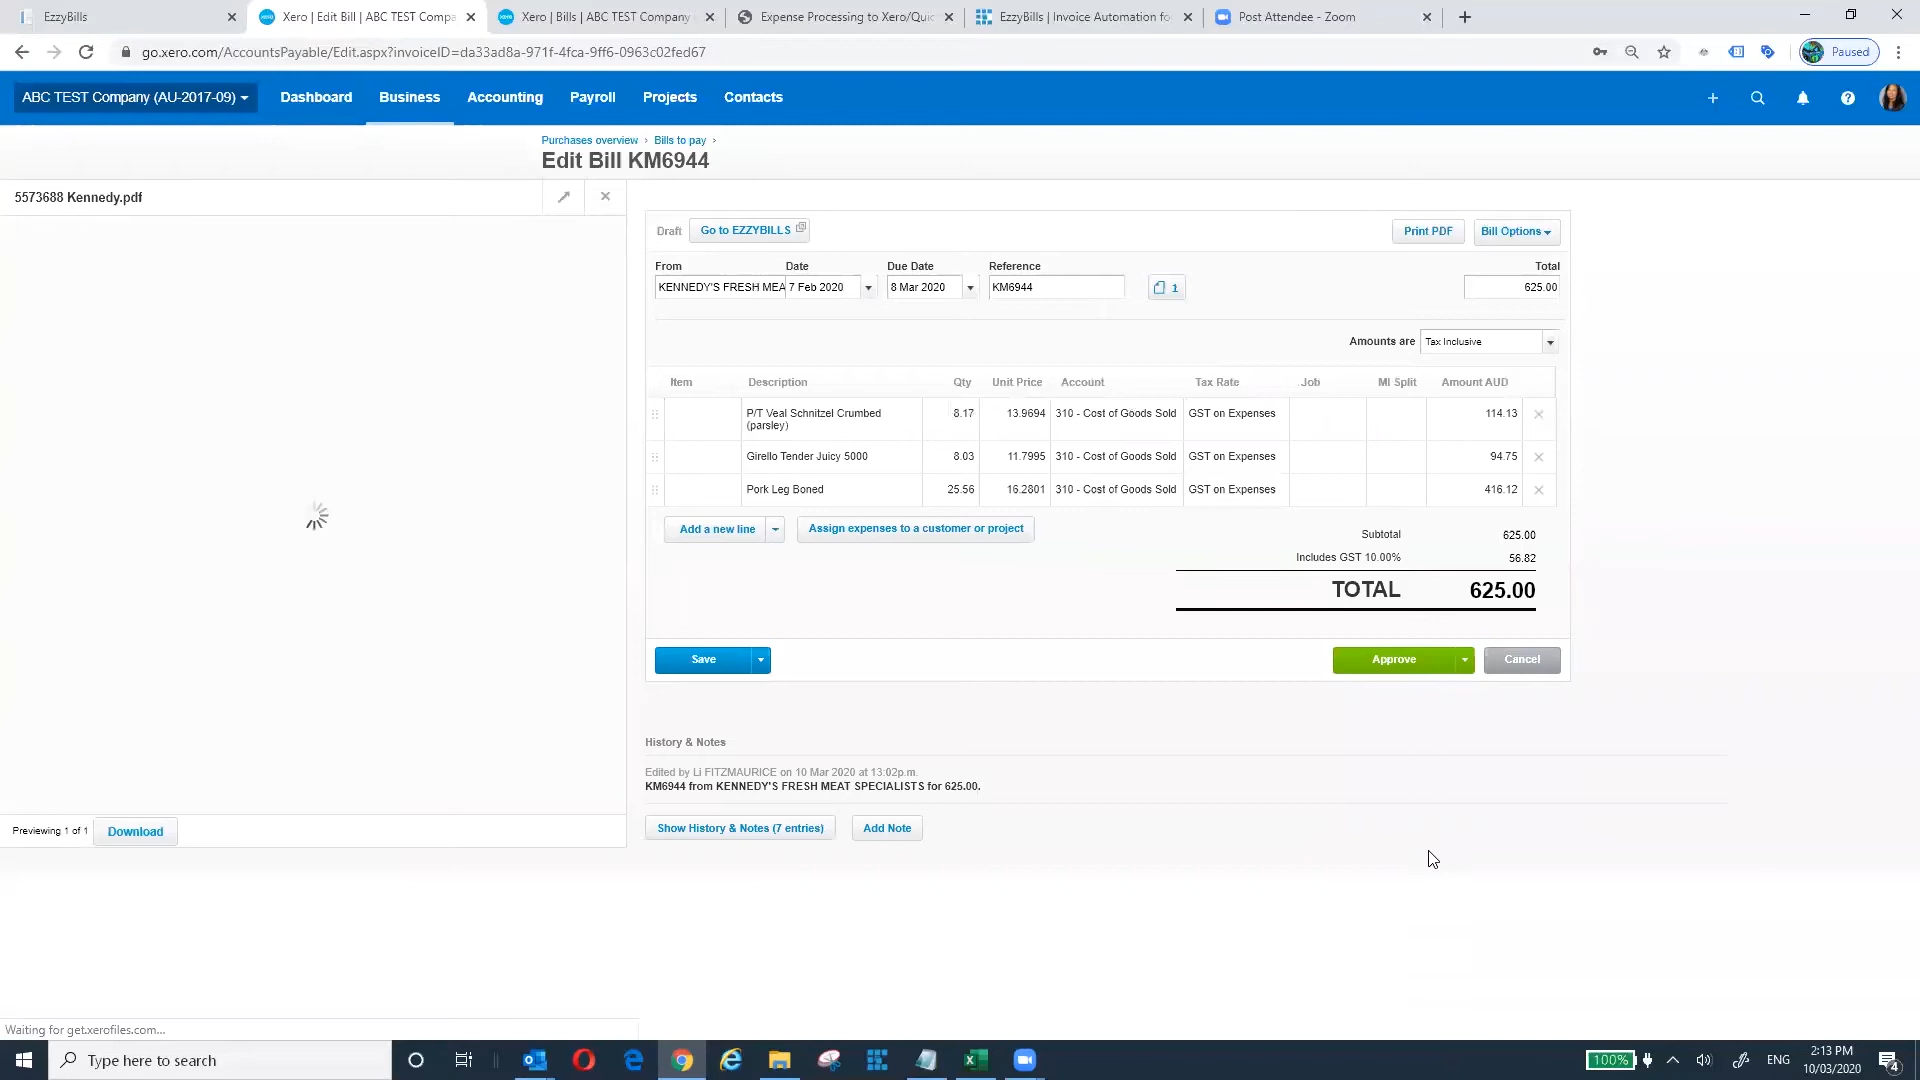 EzzyBills
Xero | Edit Bill | ABC TEST Compa
Xero | Bills | ABC TEST Company
Expense Processing to Xero/Quic
EzzyBills | Invoice Automation fo
Post Attendee - Zoom
go.xero.com/AccountsPayable/Edit.aspx?invoiceID=da33ad8a-971f-4fca-9ff6-0963c02fed67
Paused
ABC TEST Company (AU-2017-09)
Dashboard
Business
Accounting
Payroll
Projects
Contacts
Purchases overview › Bills to pay ›
Edit Bill KM6944
5573688 Kennedy.pdf
Draft
Go to EZZYBILLS
Print PDF
Bill Options
From
Date
Due Date
Reference
Total
KENNEDY'S FRESH MEA
7 Feb 2020
8 Mar 2020
KM6944
1
625.00
Amounts are
Tax Inclusive
Item Description Qty Unit Price Account Tax Rate .Job MI Split Amount AUD
P/T Veal Schnitzel Crumbed 8.17 13.9694 310 - Cost of Goods Sold GST on Expenses 114.13
(parsley)
Girello Tender Juicy 5000 8.03 11.7995 310 - Cost of Goods Sold GST on Expenses 94.75
Pork Leg Boned 25.56 16.2801 310 - Cost of Goods Sold GST on Expenses 416.12
Add a new line
Assign expenses to a customer or project
Subtotal 625.00
Includes GST 10.00% 56.82
TOTAL 625.00
Save
Approve
Cancel
History & Notes
Edited by Li FITZMAURICE on 10 Mar 2020 at 13:02p.m.
KM6944 from KENNEDY'S FRESH MEAT SPECIALISTS for 625.00.
Previewing 1 of 1
Download
Show History & Notes (7 entries)
Add Note
Waiting for get.xerofiles.com...
Type here to search
100%
ENG
2:13 PM
10/03/2020
4